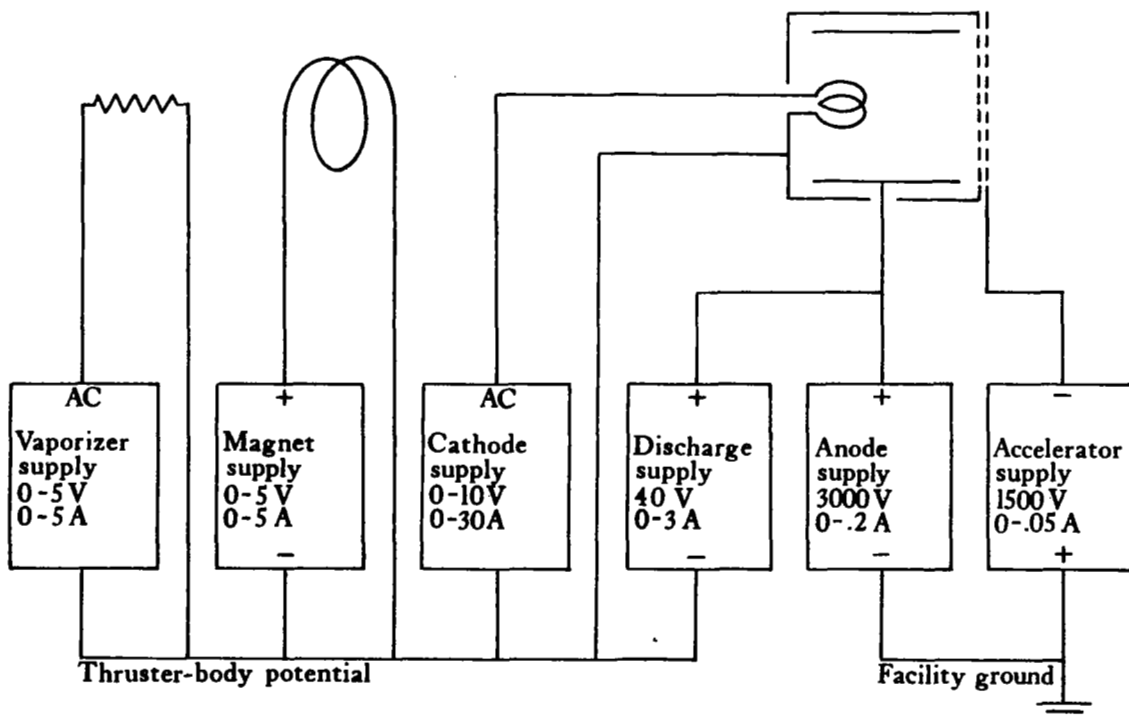 AC
Vaporizer
supply
0-5 V
0-5 A
+
Magnet
supply
0-5 V
0-5 A
−
AC
Cathode
supply
0-10V
0-30A
+
Discharge
supply
40 V
0-3 A
−
+
Anode
supply
3000 V
0-.2 A
−
−
Accelerator
supply
1500 V
0-.05 A
+
Thruster-body potential
Facility ground